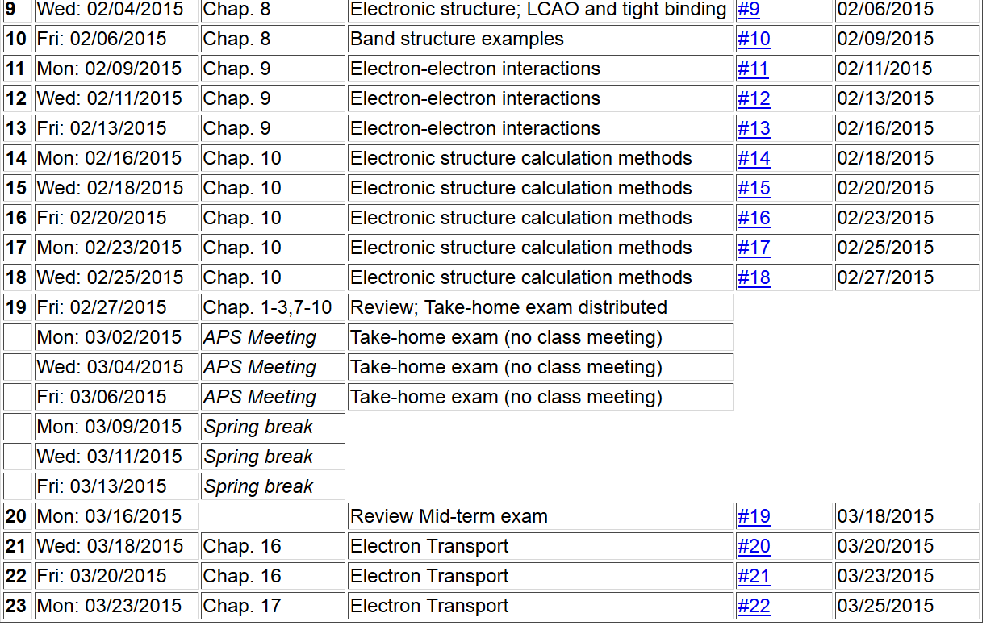 9 Wed: 02/04/2015 Chap. 8 Electronic structure; LCAO and tight binding #9 02/06/2015
10 Fri: 02/06/2015 Chap. 8 Band structure examples #10 02/09/2015
11 Mon: 02/09/2015 Chap. 9 Electron-electron interactions #11 02/11/2015
12 Wed: 02/11/2015 Chap. 9 Electron-electron interactions #12 02/13/2015
13 Fri: 02/13/2015 Chap. 9 Electron-electron interactions #13 02/16/2015
14 Mon: 02/16/2015 Chap. 10 Electronic structure calculation methods #14 02/18/2015
15 Wed: 02/18/2015 Chap. 10 Electronic structure calculation methods #15 02/20/2015
16 Fri: 02/20/2015 Chap. 10 Electronic structure calculation methods #16 02/23/2015
17 Mon: 02/23/2015 Chap. 10 Electronic structure calculation methods #17 02/25/2015
18 Wed: 02/25/2015 Chap. 10 Electronic structure calculation methods #18 02/27/2015
19 Fri: 02/27/2015 Chap. 1-3,7-10 Review; Take-home exam distributed
Mon: 03/02/2015 APS Meeting Take-home exam (no class meeting)
Wed: 03/04/2015 APS Meeting Take-home exam (no class meeting)
Fri: 03/06/2015 APS Meeting Take-home exam (no class meeting)
Mon: 03/09/2015 Spring break
Wed: 03/11/2015 Spring break
Fri: 03/13/2015 Spring break
20 Mon: 03/16/2015 Review Mid-term exam #19 03/18/2015
21 Wed: 03/18/2015 Chap. 16 Electron Transport #20 03/20/2015
22 Fri: 03/20/2015 Chap. 16 Electron Transport #21 03/23/2015
23 Mon: 03/23/2015 Chap. 17 Electron Transport #22 03/25/2015